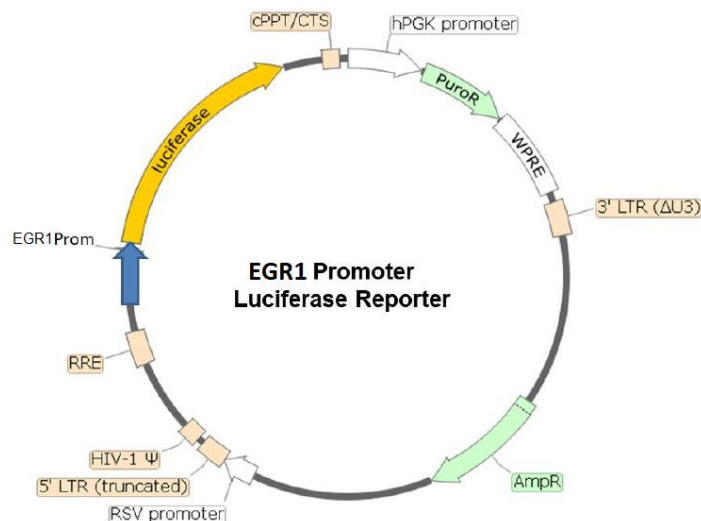 cPPT/CTS
hPGK promoter
PuroR
WPRE
luciferase
3' LTR (ΔU3)
EGR1Prom
EGR1 Promoter
Luciferase Reporter
RRE
HIV-1 Ψ
5' LTR (truncated)
RSV promoter
AmpR